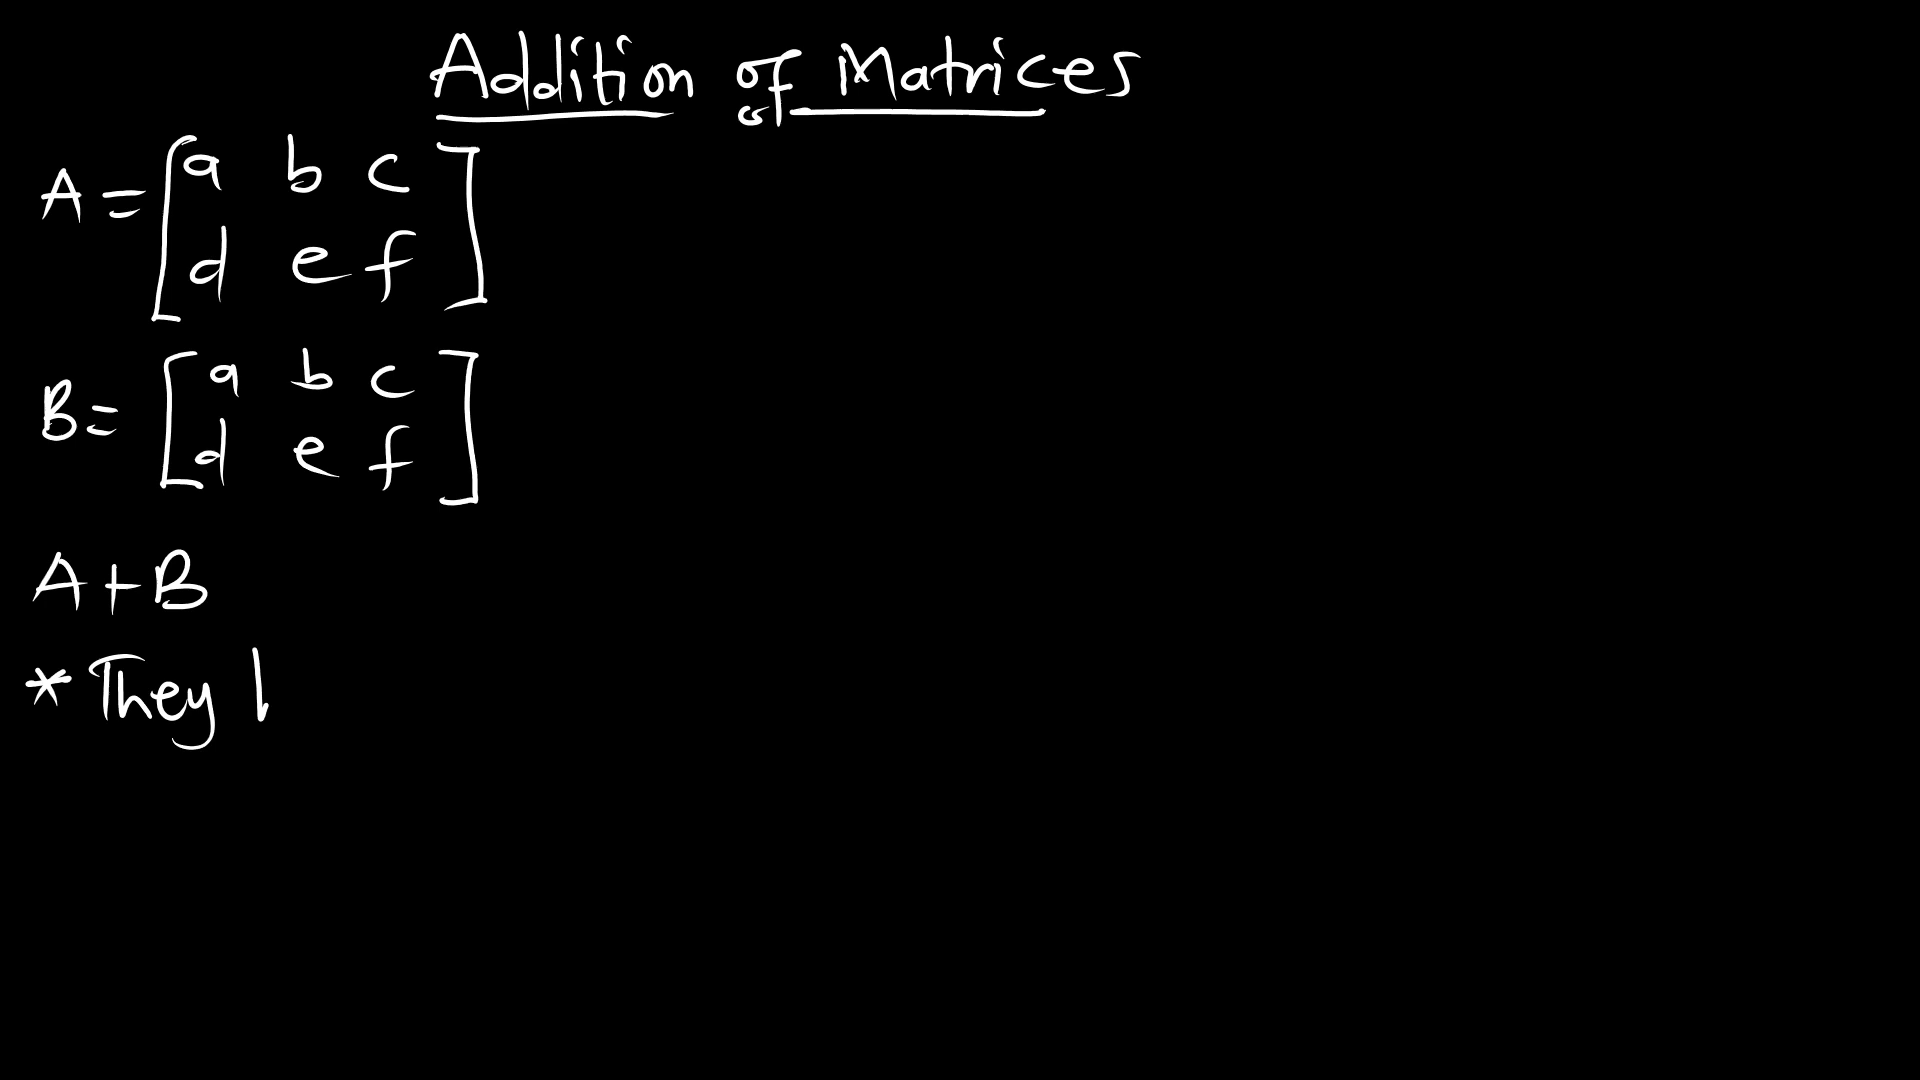 Addition of Matrices
A = [a b c
d e f]
B = [a b c
d e f]
A+B
* They